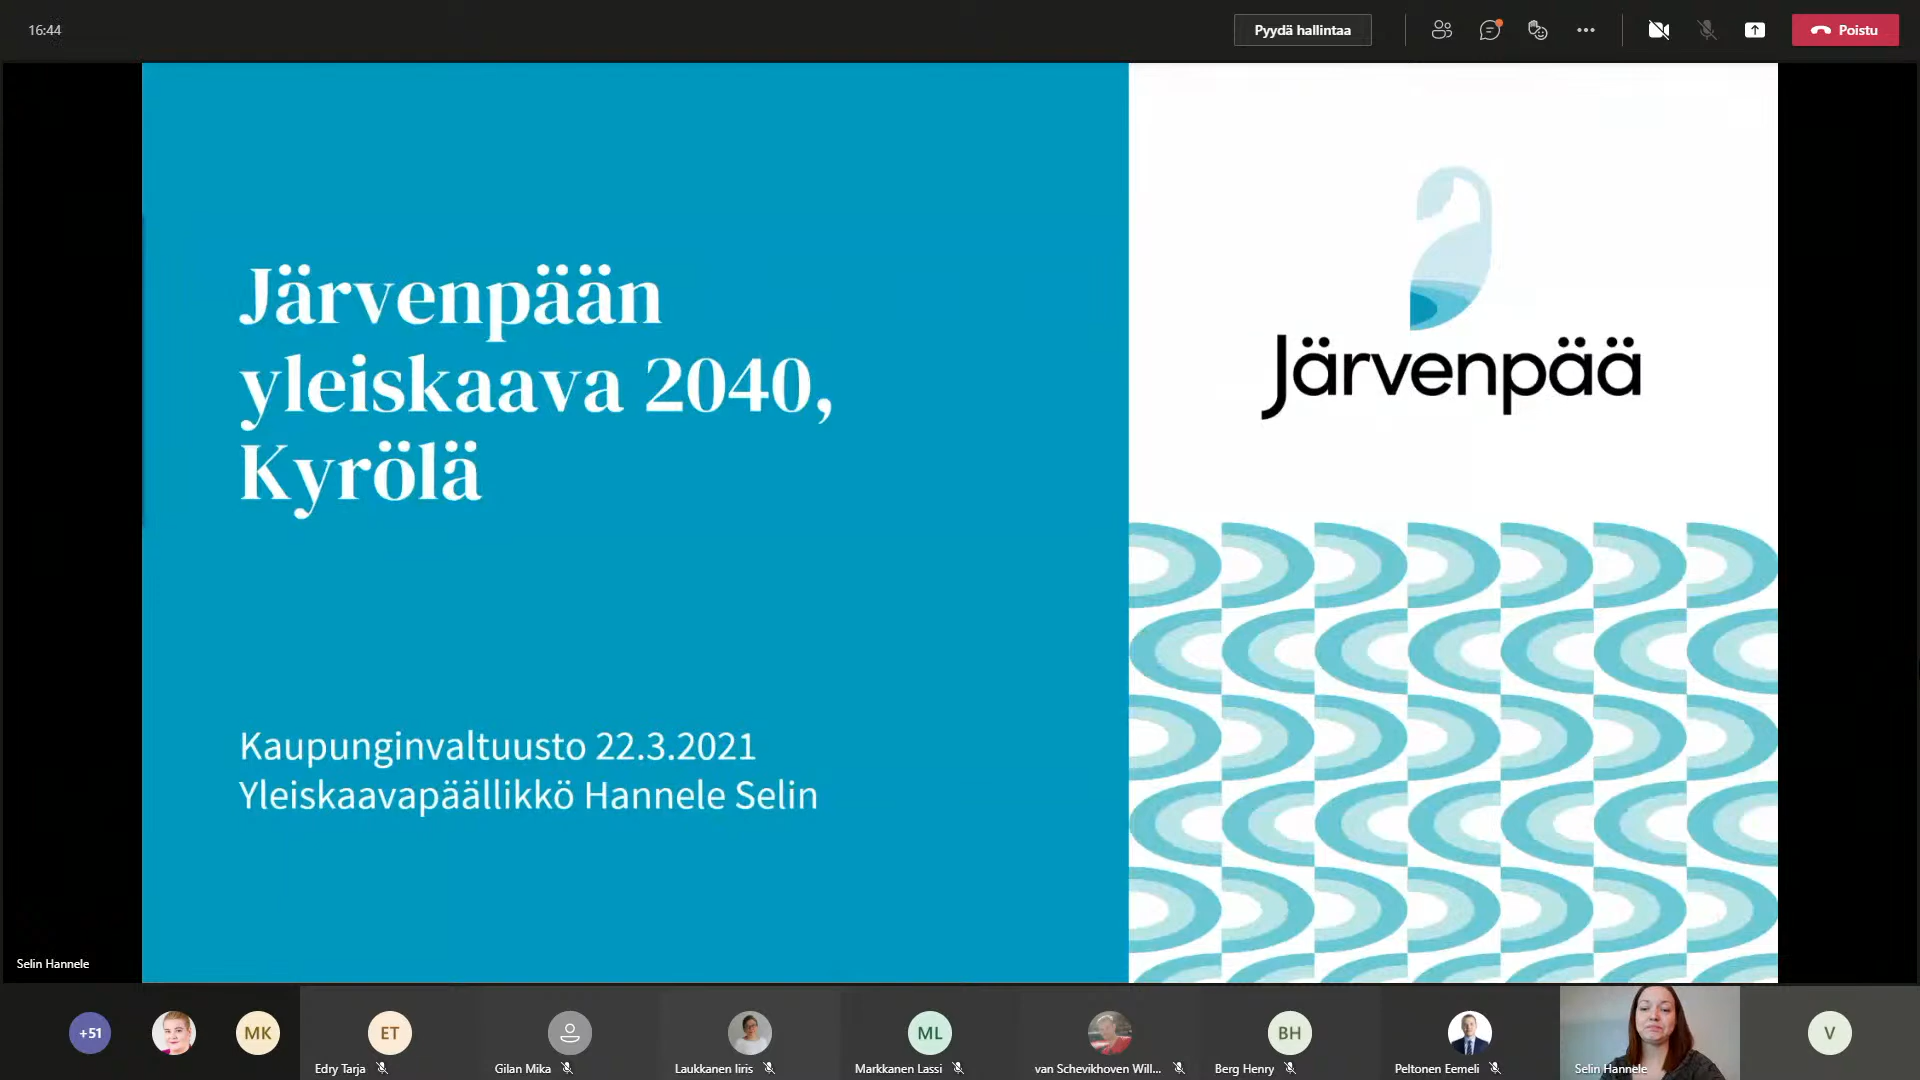 16:44
Pyydä hallintaa
Poistu
Järvenpään
yleiskaava 2040,
Kyrölä
Järvenpää
Kaupunginvaltuusto 22.3.2021
Yleiskaavapäällikkö Hannele Selin
Selin Hannele
+51
MK
ET
ML
BH
V
Edry Tarja
Gilan Mika
Laukkanen Iiris
Markkanen Lassi
van Schevikhoven Will...
Berg Henry
Peltonen Eemeli
Selin Hannele